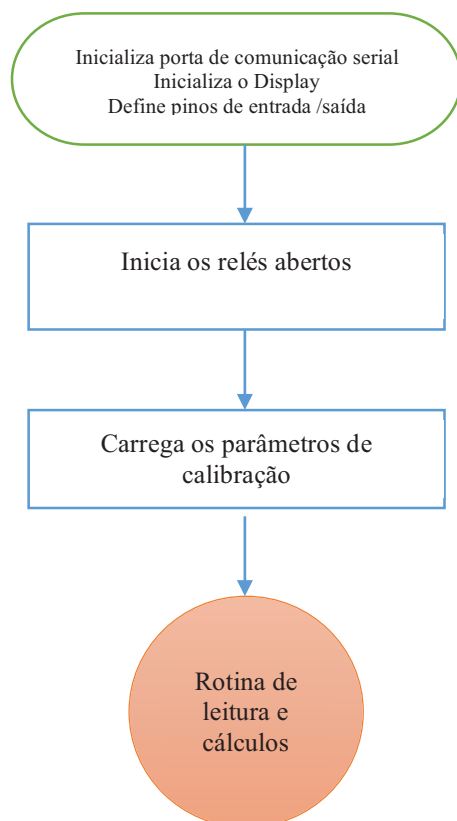 Inicializa porta de comunicação serial
Inicializa o Display
Define pinos de entrada /saída
Inicia os relés abertos
Carrega os parâmetros de
calibração
Rotina de
leitura e
cálculos